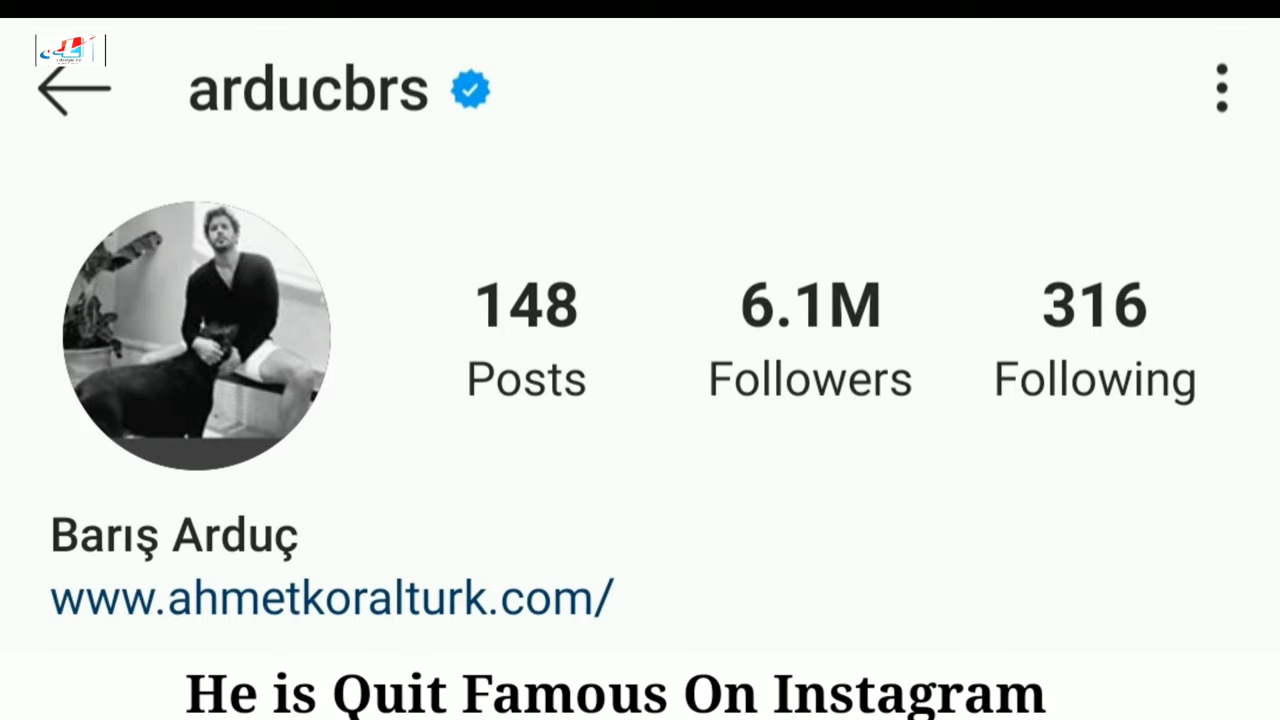 arducbrs
148 6.1M 316
Posts Followers Following
Barış Arduç
www.ahmetkoralturk.com/
He is Quit Famous On Instagram